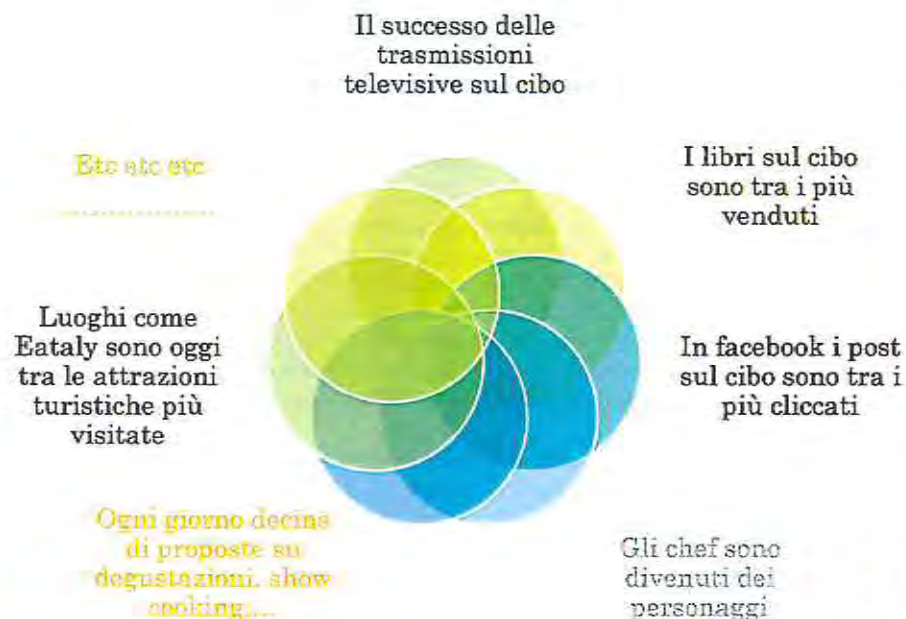 Il successo delle
trasmissioni
televisive sul cibo
I libri sul cibo
sono tra i più
venduti
In facebook i post
sul cibo sono tra i
più cliccati
Gli chef sono
divenuti dei
personaggi
Ogni giorno decine
di proposte su
degustazioni, show
cooking....
Luoghi come
Eataly sono oggi
tra le attrazioni
turistiche più
visitate
Etc etc etc
................